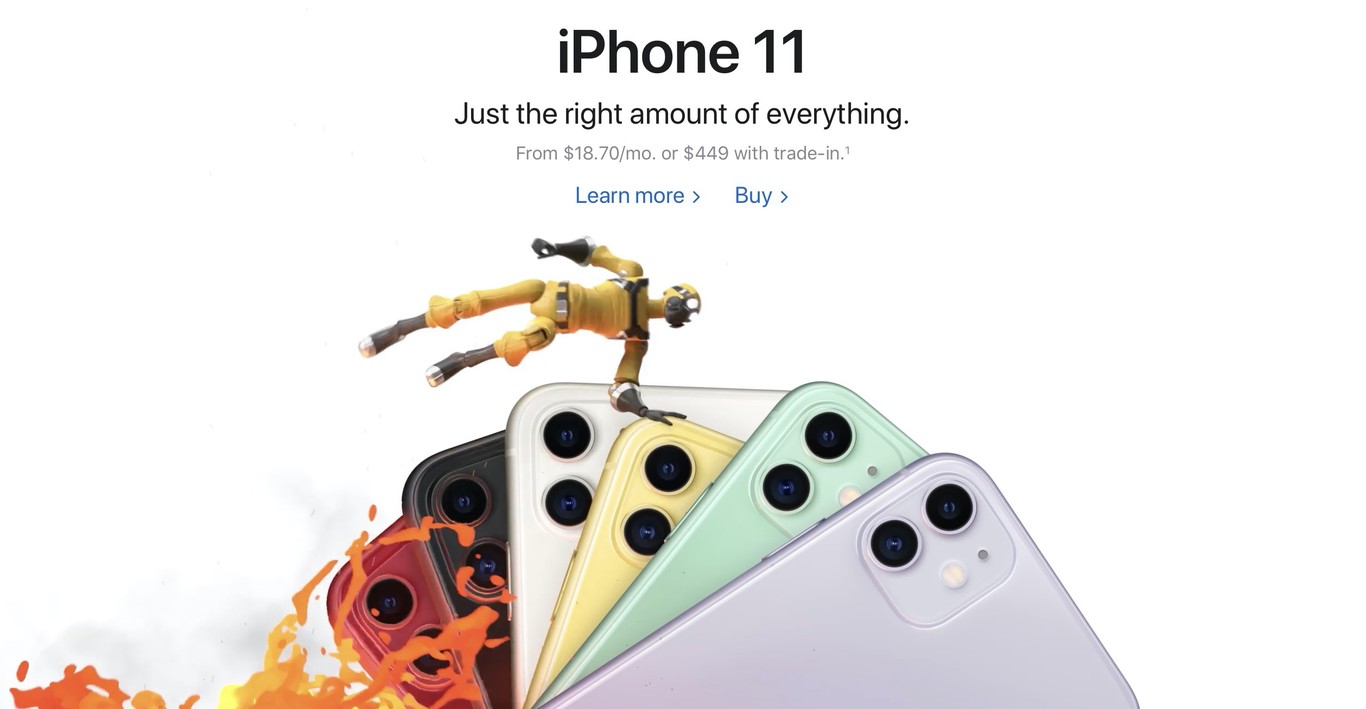 iPhone 11
Just the right amount of everything.
From $18.70/mo. or $449 with trade-in.¹
Learn more >
Buy >